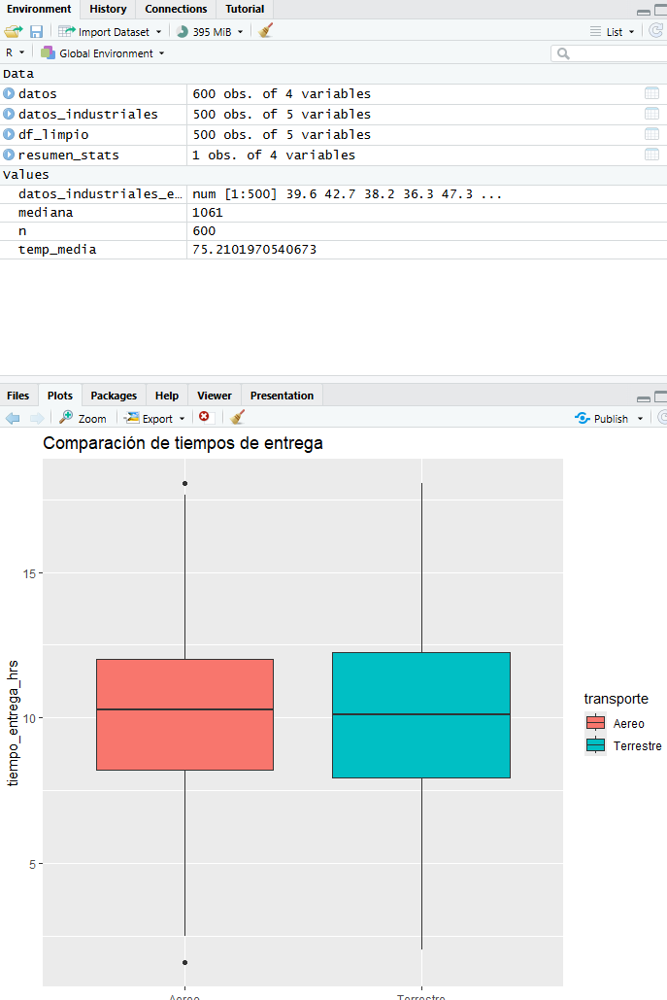 Environment History Connections Tutorial
Import Dataset 395 MiB List
R Global Environment
Data
datos 600 obs. of 4 variables
datos_industriales 500 obs. of 5 variables
df_limpio 500 obs. of 5 variables
resumen_stats 1 obs. of 4 variables
Values
datos_industriales_e… num [1:500] 39.6 42.7 38.2 36.3 47.3 ...
mediana 1061
n 600
temp_media 75.2101970540673
Files Plots Packages Help Viewer Presentation
Zoom Export Publish
Comparación de tiempos de entrega
15
10
5
tiempo_entrega_hrs
transporte
Aereo
Terrestre
Aereo Terrestre